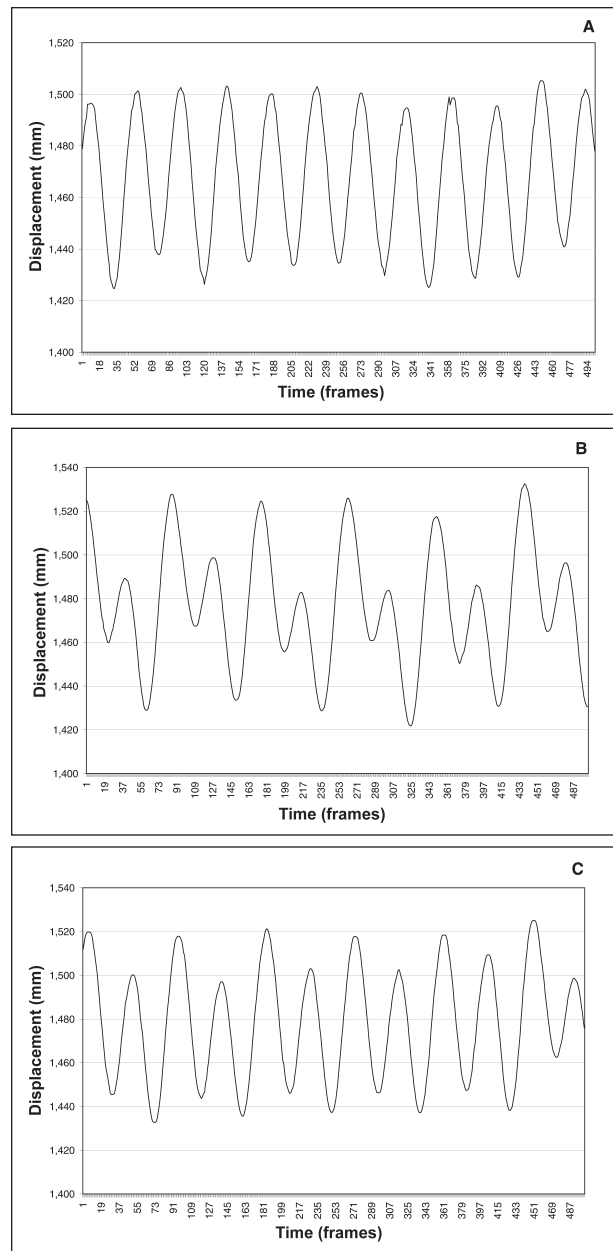 A
1,520
1,500
1,480
1,460
1,440
1,420
1,400
Displacement (mm)
1 18 35 52 69 86 103 120 137 154 171 188 205 222 239 256 273 290 307 324 341 358 375 392 409 426 443 460 477 494
Time (frames)
B
1,540
1,520
1,500
1,480
1,460
1,440
1,420
1,400
Displacement (mm)
1 19 37 55 73 91 109 127 145 163 181 199 217 235 253 271 289 307 325 343 361 379 397 415 433 451 469 487
Time (frames)
C
1,540
1,520
1,500
1,480
1,460
1,440
1,420
1,400
Displacement (mm)
1 19 37 55 73 91 109 127 145 163 181 199 217 235 253 271 289 307 325 343 361 379 397 415 433 451 469 487
Time (frames)